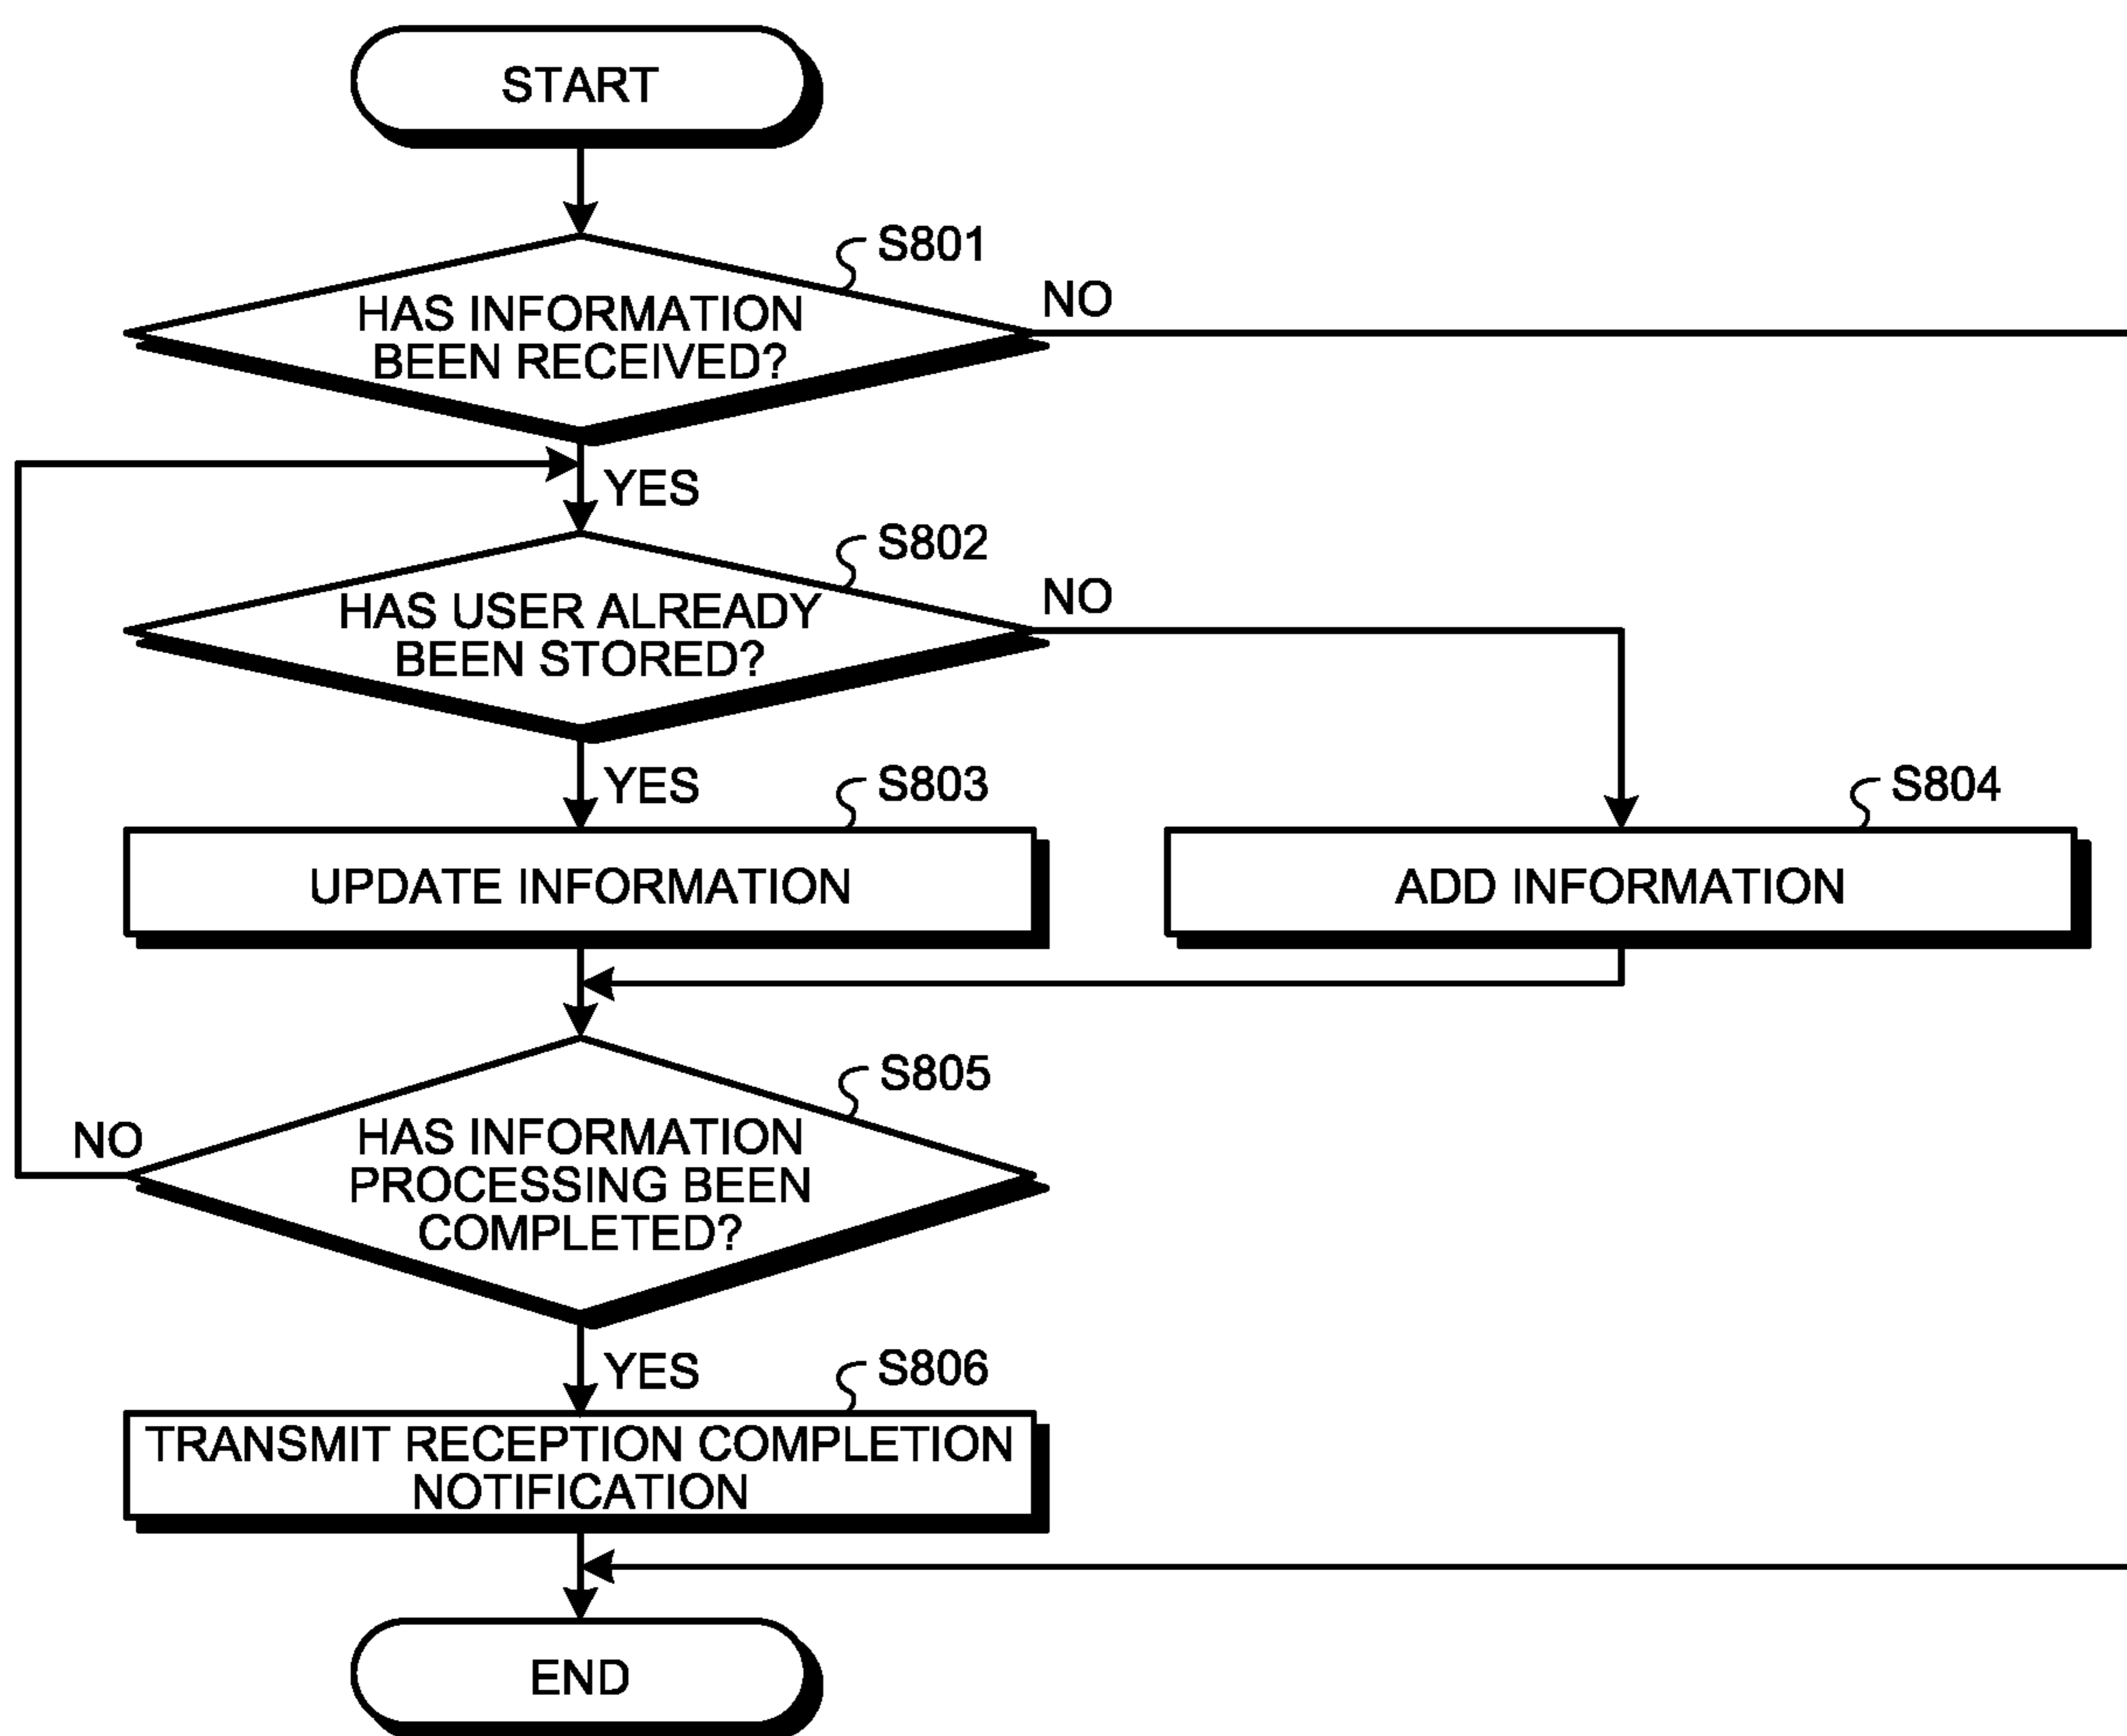 START
S801
HAS INFORMATION
BEEN RECEIVED?
NO
YES
S802
HAS USER ALREADY
BEEN STORED?
NO
YES
S803
UPDATE INFORMATION
S804
ADD INFORMATION
S805
HAS INFORMATION
PROCESSING BEEN
COMPLETED?
NO
YES
S806
TRANSMIT RECEPTION COMPLETION
NOTIFICATION
END